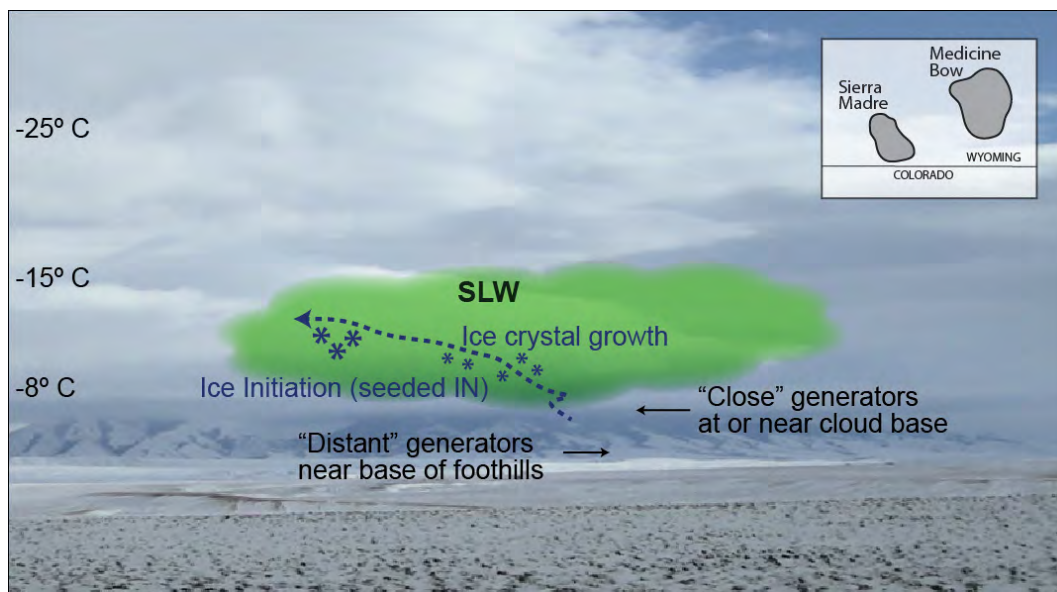 -25º C
Medicine
Bow
Sierra
Madre
WYOMING
COLORADO
-15º C
SLW
Ice crystal growth
-8º C
Ice Initiation (seeded IN)
“Close” generators
at or near cloud base
“Distant” generators
near base of foothills